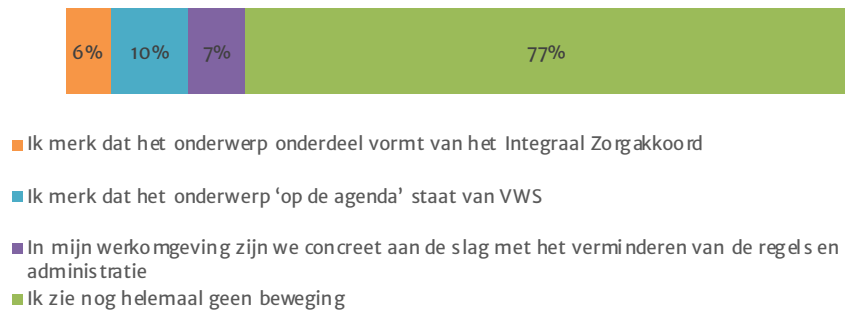 6% 10% 7% 77%
Ik merk dat het onderwerp onderdeel vormt van het Integraal Zorgakkoord
Ik merk dat het onderwerp ‘op de agenda’ staat van VWS
In mijn werkomgeving zijn we concreet aan de slag met het verminderen van de regels en
administratie
Ik zie nog helemaal geen beweging